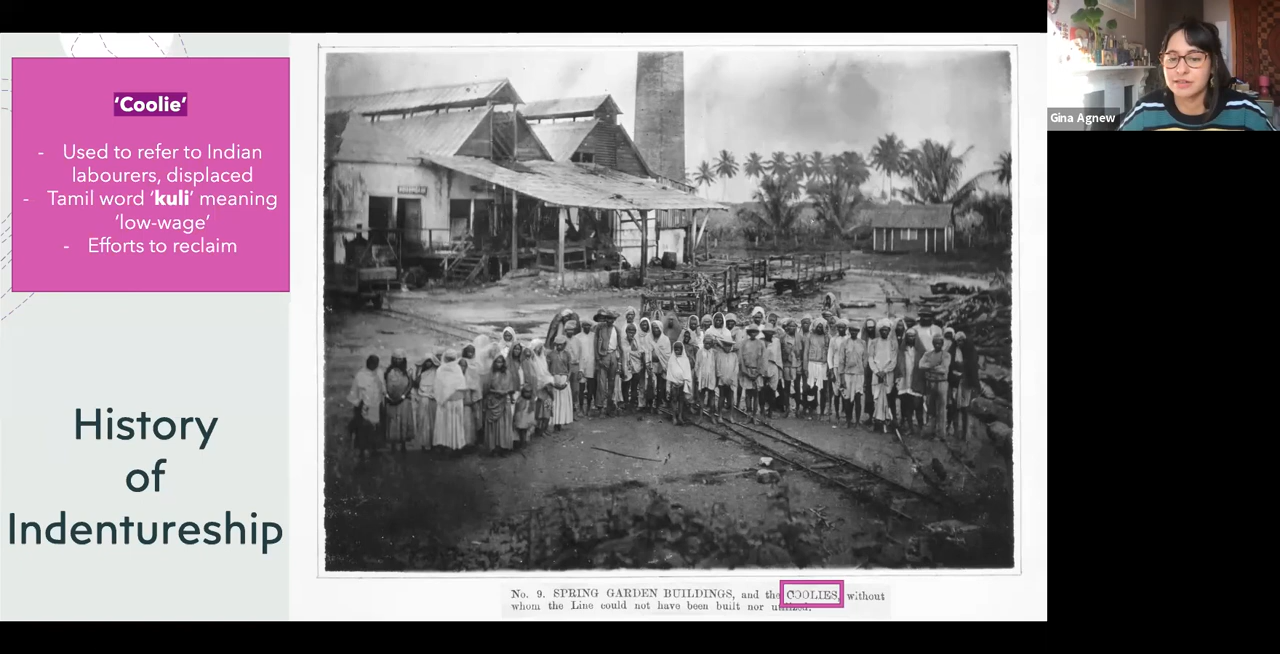 'Coolie'
- Used to refer to Indian
labourers, displaced
- Tamil word 'kuli' meaning
'low-wage'
- Efforts to reclaim
History
of
Indentureship
No. 9. SPRING GARDEN BUILDINGS, and the COOLIES, without
whom the Line could not have been built nor utilized.
Gina Agnew